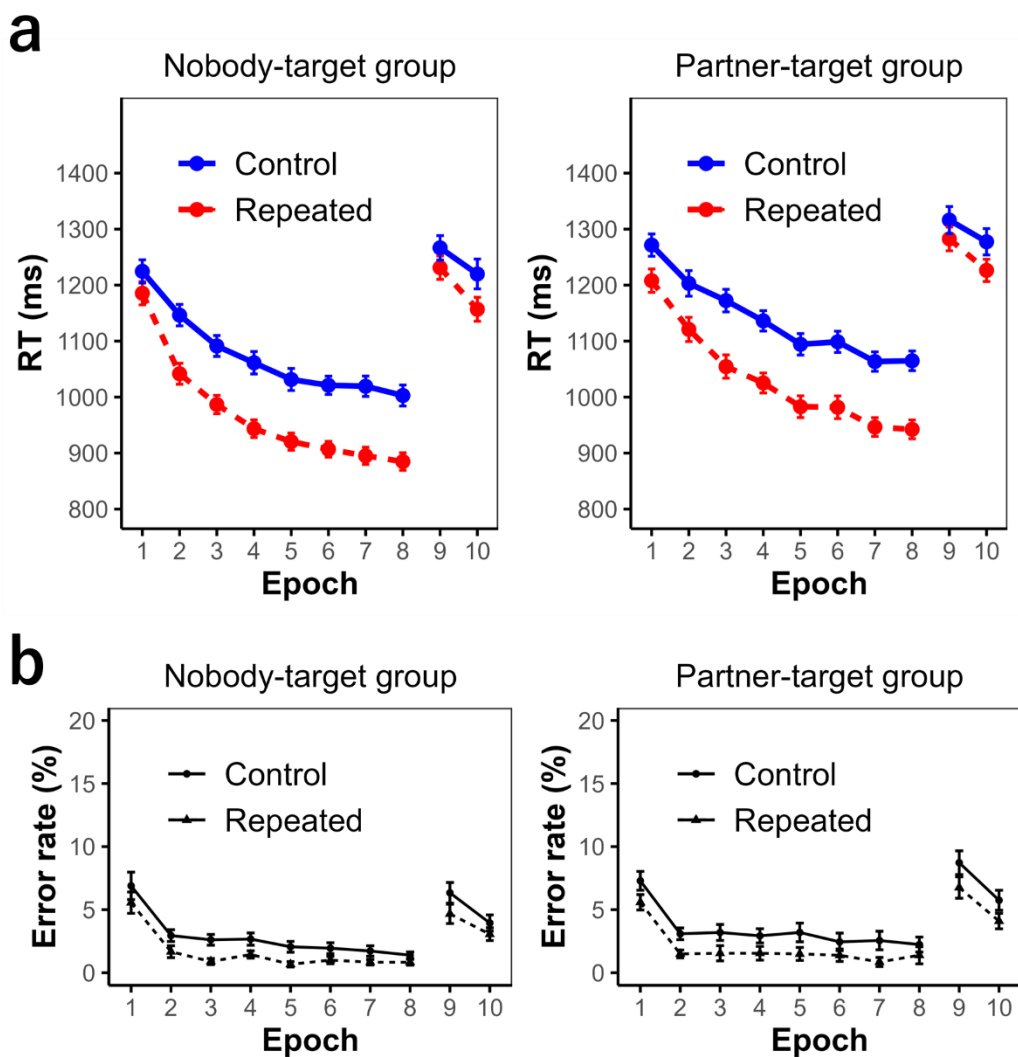 a
Nobody-target group
Partner-target group
RT (ms)
1400
1300
1200
1100
1000
900
800
Control
Repeated
1 2 3 4 5 6 7 8 9 10
Epoch
RT (ms)
1400
1300
1200
1100
1000
900
800
Control
Repeated
1 2 3 4 5 6 7 8 9 10
Epoch
b
Nobody-target group
Partner-target group
Error rate (%)
20
15
10
5
0
Control
Repeated
1 2 3 4 5 6 7 8 9 10
Epoch
Error rate (%)
20
15
10
5
0
Control
Repeated
1 2 3 4 5 6 7 8 9 10
Epoch